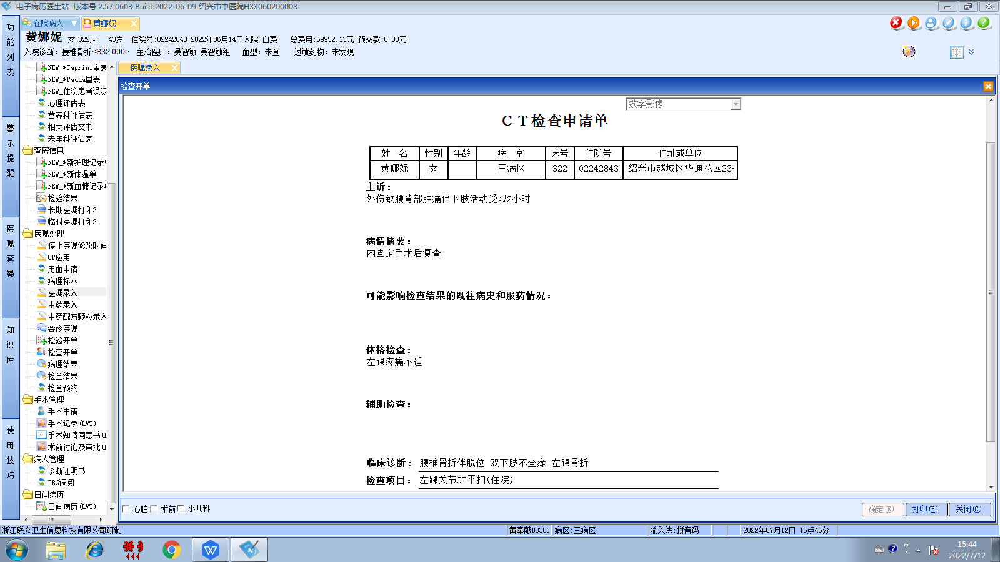 电子病历医生站 版本号:2.57.0603 Build:2022-06-09 绍兴市中医院H33060200008
功能列表
警示提醒
医嘱套餐
知识库
使用技巧
在院病人
黄娜妮
黄娜妮 女 322床 43岁 住院号:02242843 2022年06月14日入院 自费 总费用:69952.13元 预交款:0.00元
入院诊断: 腰椎骨折<S32.000> 主治医师: 吴智敏 吴智敏组 血型: 未查 过敏药物: 未发现
NEW_*Caprini量表
NEW_*Padua量表
NEW_*住院患者误吸
心理评估表
营养科评估表
相关评估文书
老年科评估表
查房信息
NEW_*新护理记录单
NEW_*新体温单
NEW_*新血糖记录单
检验结果
长期医嘱打印2
临时医嘱打印2
医嘱处理
停止医嘱修改时间
CP应用
用血申请
病理标本
医嘱录入
中药录入
中药配方颗粒录入
会诊医嘱
检验开单
检查开单
病理结果
检查结果
检查预约
手术管理
手术申请
手术记录(LV5)
手术知情同意书(I
术前讨论及审批(I
病人管理
诊断证明书
DRG调阅
日间病历
日间病历(LV5)
医嘱录入
检查开单
数字影像
CT检查申请单
姓 名 性别 年龄 病 室 床号 住院号 住址或单位
黄娜妮 女 三病区 322 02242843 绍兴市越城区华通花园23-
主诉：
外伤致腰背部肿痛伴下肢活动受限2小时
病情摘要：
内固定手术后复查
可能影响检查结果的既往病史和服药情况：
体格检查：
左踝疼痛不适
辅助检查：
临床诊断： 腰椎骨折伴脱位 双下肢不全瘫 左踝骨折
检查项目： 左踝关节CT平扫(住院)
心脏 术前 小儿科
确定(E) 打印(P) 关闭(C)
浙江联众卫生信息科技有限公司研制 黄奉献D3306 病区:三病区 输入法:拼音码 2022年07月12日 15点46分
15:44
2022/7/12